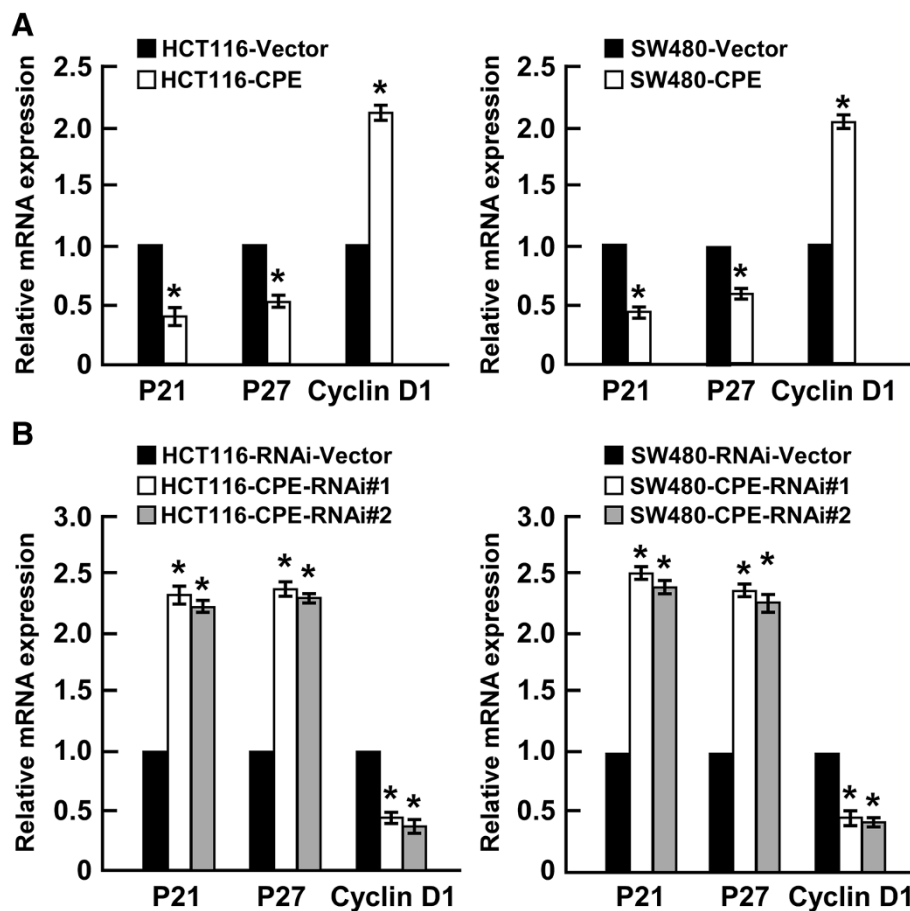 A
HCT116-Vector
HCT116-CPE
Relative mRNA expression
2.5
2.0
1.5
1.0
0.5
0
*
*
*
P21 P27 Cyclin D1
SW480-Vector
SW480-CPE
Relative mRNA expression
2.5
2.0
1.5
1.0
0.5
0
*
*
*
P21 P27 Cyclin D1
B
HCT116-RNAi-Vector
HCT116-CPE-RNAi#1
HCT116-CPE-RNAi#2
Relative mRNA expression
3.0
2.5
2.0
1.5
1.0
0.5
0
* *
* *
* *
P21 P27 Cyclin D1
SW480-RNAi-Vector
SW480-CPE-RNAi#1
SW480-CPE-RNAi#2
Relative mRNA expression
3.0
2.5
2.0
1.5
1.0
0.5
0
* *
* *
* *
P21 P27 Cyclin D1